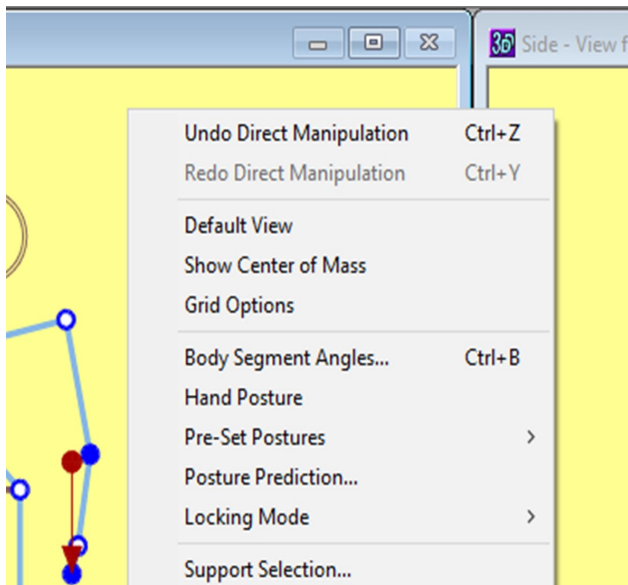 3D Side - View f
Undo Direct Manipulation Ctrl+Z
Redo Direct Manipulation Ctrl+Y
Default View
Show Center of Mass
Grid Options
Body Segment Angles... Ctrl+B
Hand Posture
Pre-Set Postures
Posture Prediction...
Locking Mode
Support Selection...